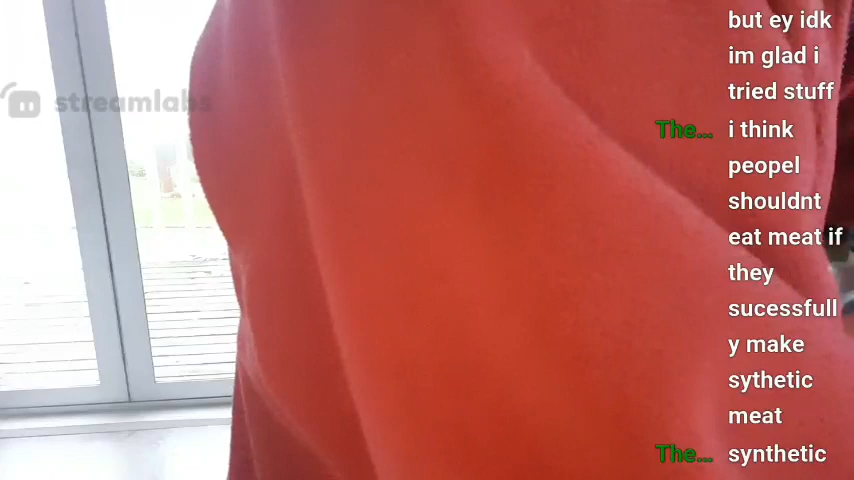 streamlabs
but ey idk
im glad i
tried stuff
The... i think
peopel
shouldnt
eat meat if
they
sucessfull
y make
sythetic
meat
The... synthetic